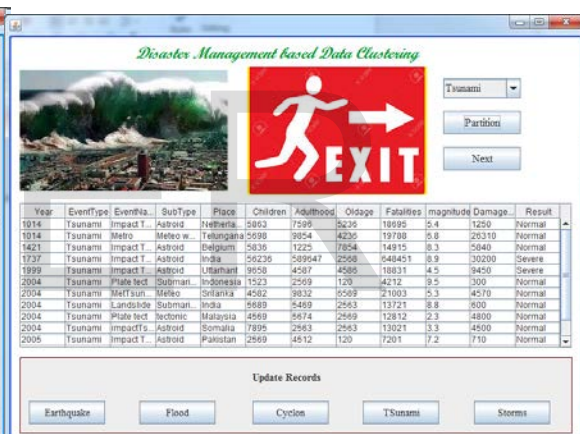 Disaster Management based Data Clustering
Tsunami
Partition
Next
EXIT
Year EventType EventNa... SubType Place Children Adulthood Oldage Fatalities magnitude Damage... Result
1014 Tsunami Impact T... Astroid Netherla... 5863 7596 5236 18695 5.4 1250 Normal
1014 Tsunami Metro Meteo w... Telungana 5698 9854 4236 19788 5.8 26310 Normal
1421 Tsunami Impact T... Astroid Belgium 5836 1225 7854 14915 8.3 5840 Normal
1737 Tsunami Impact T... Astroid India 56236 589647 2568 648451 8.9 30200 Severe
1999 Tsunami Impact T... Astroid Uttarhant 9658 4587 4586 18831 4.5 9450 Severe
2004 Tsunami Plate tect Submari... Indonesia 1523 2569 120 4212 9.5 300 Normal
2004 Tsunami MetTsun... Meteo Srilanka 4582 9832 6589 21003 5.3 4570 Normal
2004 Tsunami Landslide Submari... India 5689 5469 2563 13721 8.8 600 Normal
2004 Tsunami Plate tect tectonic Malaysia 4569 5674 2569 12812 2.3 4800 Normal
2004 Tsunami impactTs... Astroid Somalia 7895 2563 2563 13021 3.3 4500 Normal
2005 Tsunami Impact T... Astroid Pakistan 2569 4512 120 7201 7.2 710 Normal
Update Records
Earthquake Flood Cyclon TSunami Storms